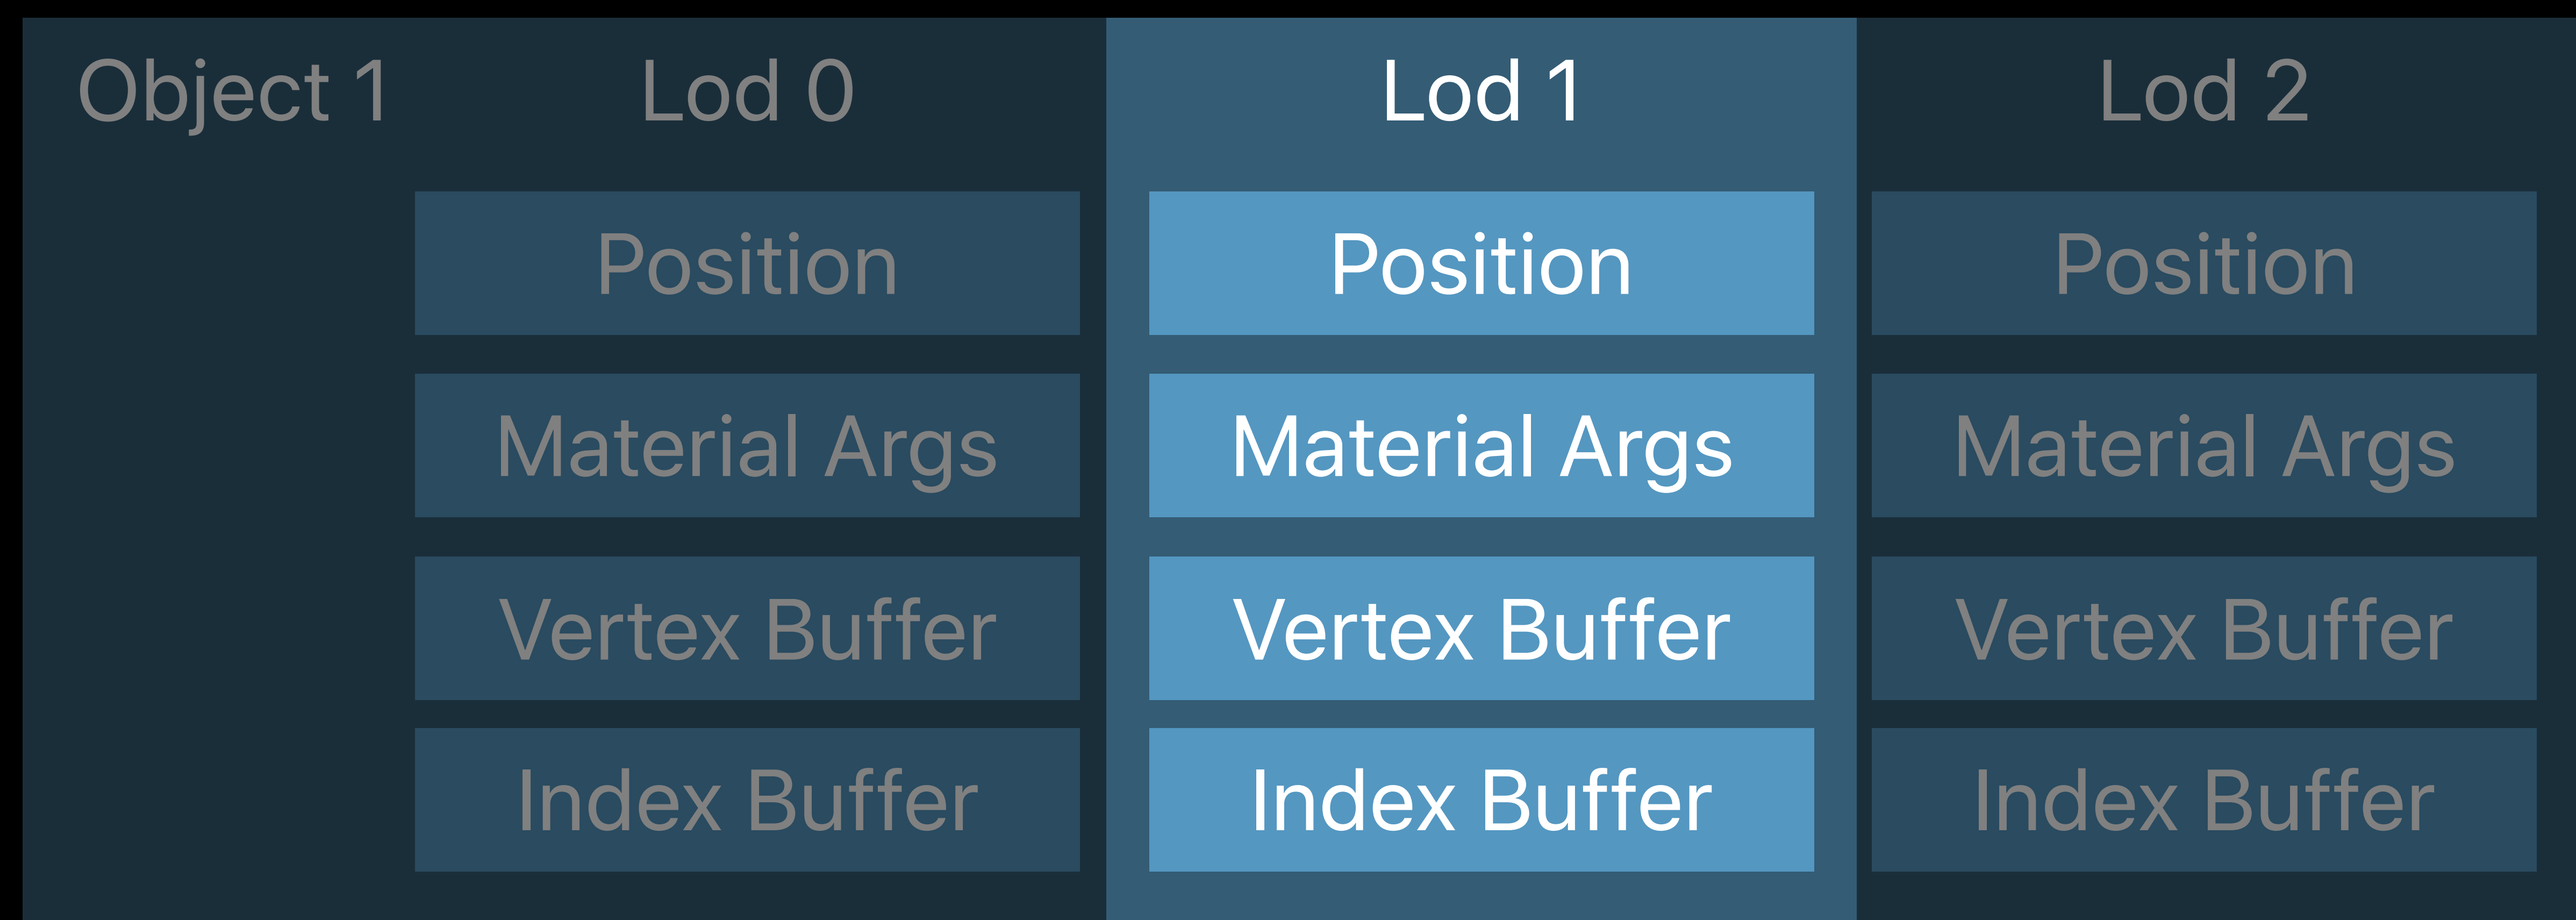 Object 1 Lod 0 Lod 1 Lod 2
Position Position Position
Material Args Material Args Material Args
Vertex Buffer Vertex Buffer Vertex Buffer
Index Buffer Index Buffer Index Buffer